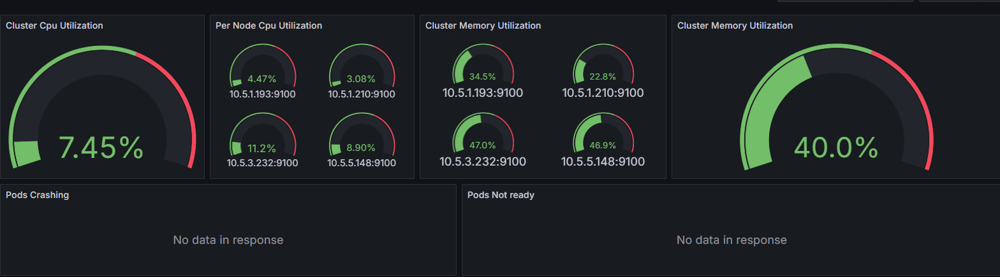 Cluster Cpu Utilization
7.45%
Per Node Cpu Utilization
4.47%
10.5.1.193:9100
3.08%
10.5.1.210:9100
11.2%
10.5.3.232:9100
8.90%
10.5.5.148:9100
Cluster Memory Utilization
34.5%
10.5.1.193:9100
22.8%
10.5.1.210:9100
47.0%
10.5.3.232:9100
46.9%
10.5.5.148:9100
Cluster Memory Utilization
40.0%
Pods Crashing
No data in response
Pods Not ready
No data in response